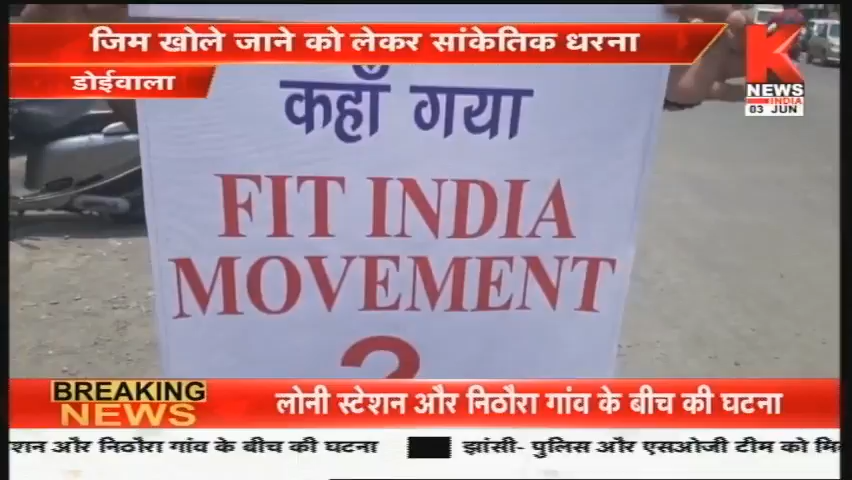 जिम खोले जाने को लेकर सांकेतिक धरना
डोईवाला
K
NEWS
INDIA
03 JUN
कहाँ गया
FIT INDIA
MOVEMENT
?
BREAKING
NEWS
लोनी स्टेशन और निठौरा गांव के बीच की घटना
शन और निठौरा गांव के बीच की घटना झांसी- पुलिस और एसओजी टीम को मि